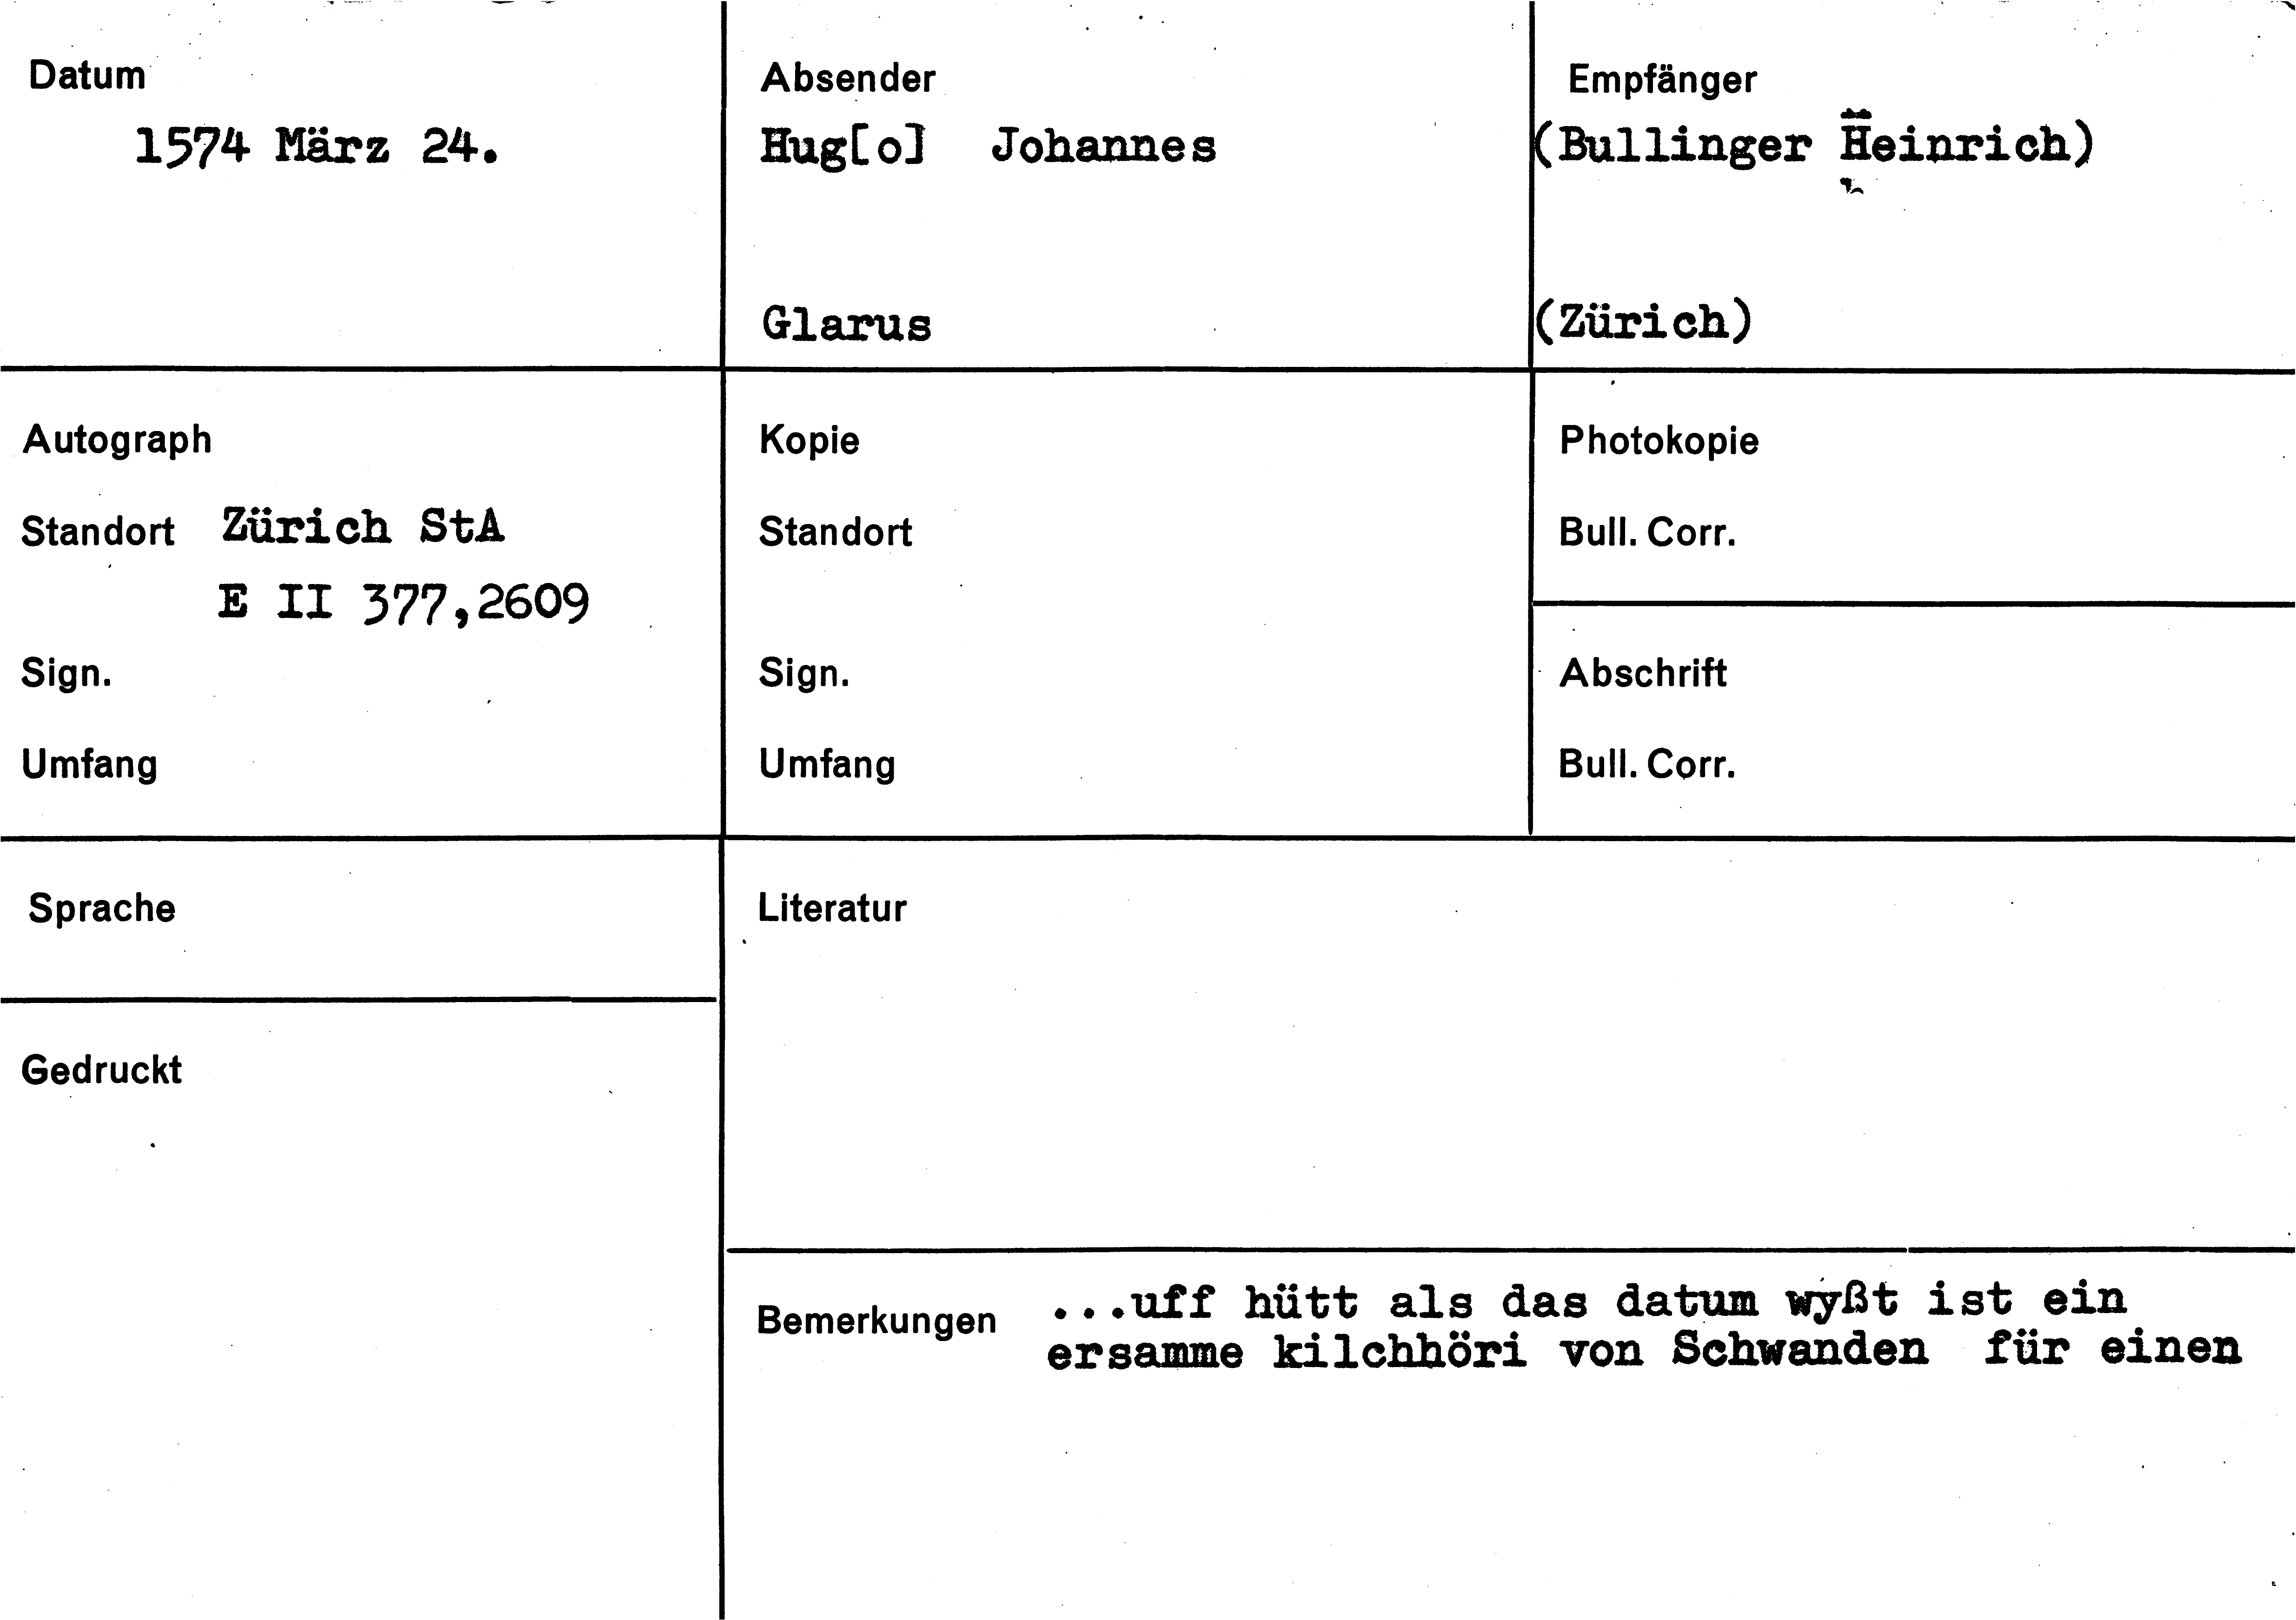 Datum
1574 März 24.
Absender
Hug[o] Johannes
Glarus
Empfänger
(Bullinger Heinrich)
(Zürich)
Autograph
Standort Zürich StA
E II 377,2609
Sign.
Umfang
Kopie
Standort
Sign.
Umfang
Photokopie
Bull. Corr.
Abschrift
Bull. Corr.
Sprache
Gedruckt
Literatur
Bemerkungen ...uff hütt als das datum wyßt ist ein
ersamme kilchhöri von Schwanden für einen